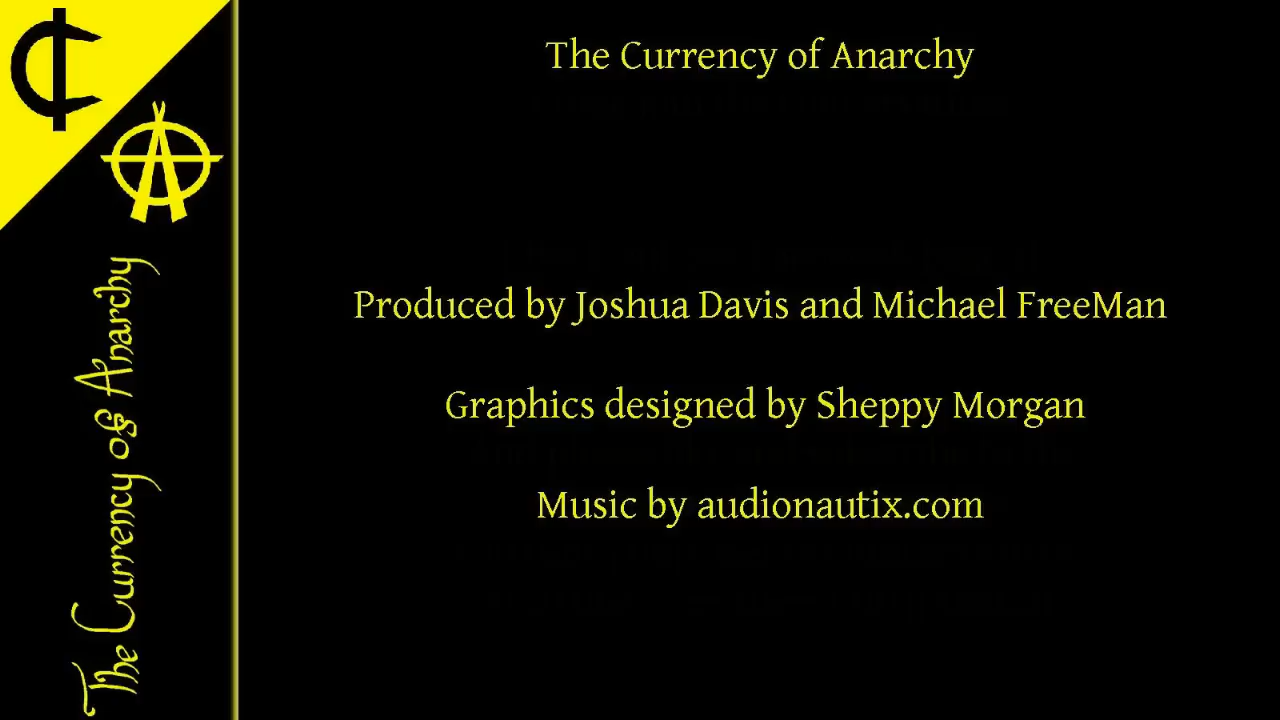 The Currency of Anarchy
The Currency of Anarchy
Produced by Joshua Davis and Michael FreeMan
Graphics designed by Sheppy Morgan
Music by audionautix.com